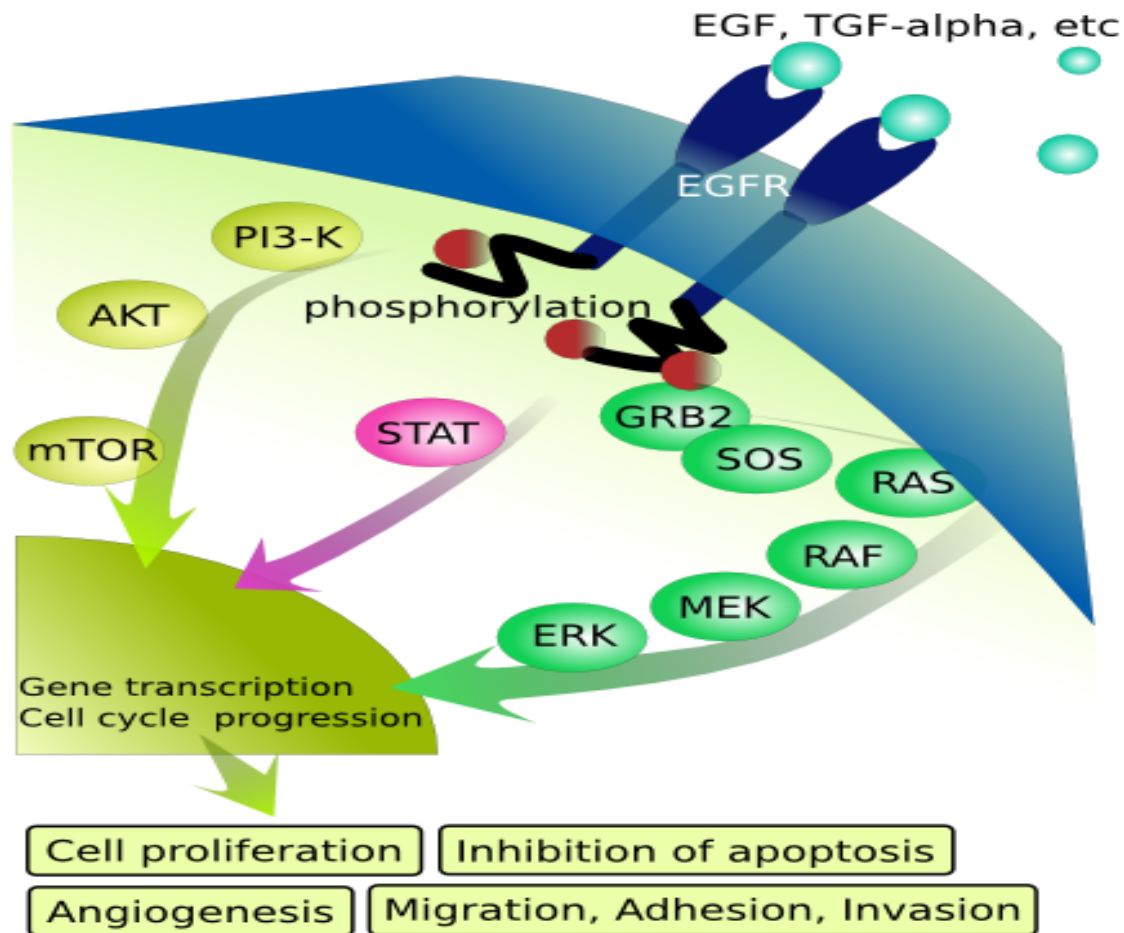 EGF, TGF-alpha, etc
EGFR
PI3-K
AKT
phosphorylation
mTOR
STAT
GRB2
SOS
RAS
RAF
MEK
ERK
Gene transcription
Cell cycle progression
Cell proliferation
Inhibition of apoptosis
Angiogenesis
Migration, Adhesion, Invasion